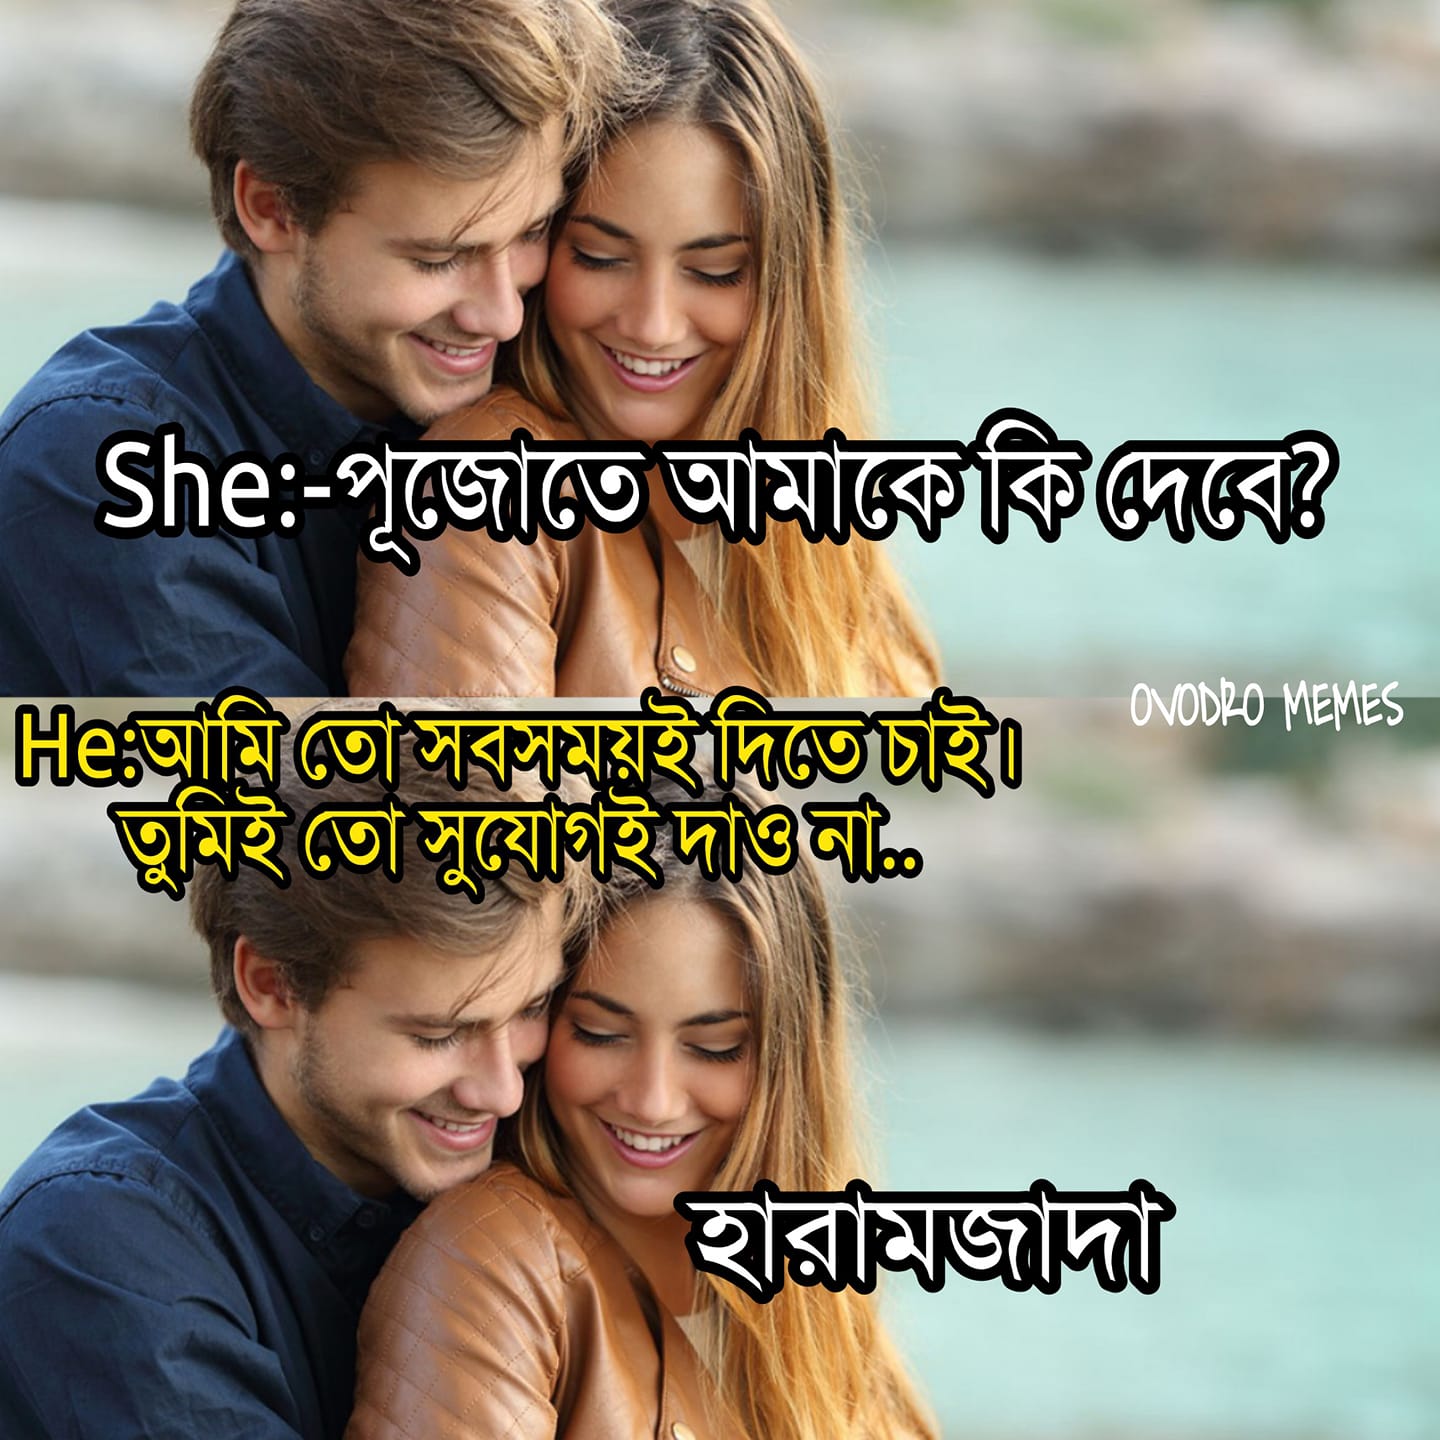 She:-পূজোতে আমাকে কি দেবে?
OVODRO MEMES
He:আমি তো সবসময়ই দিতে চাই।
তুমিই তো সুযোগই দাও না..
হারামজাদা